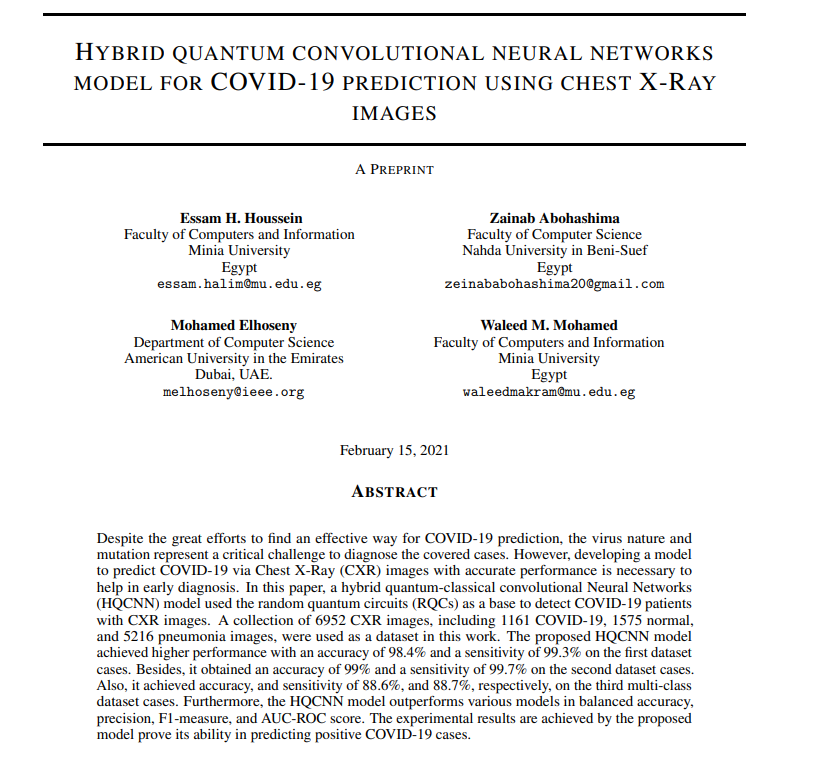 HYBRID QUANTUM CONVOLUTIONAL NEURAL NETWORKS
MODEL FOR COVID-19 PREDICTION USING CHEST X-RAY
IMAGES
A PREPRINT
Essam H. Houssein
Faculty of Computers and Information
Minia University
Egypt
essam.halim@mu.edu.eg
Zainab Abohashima
Faculty of Computer Science
Nahda University in Beni-Suef
Egypt
zeinababohashima20@gmail.com
Mohamed Elhoseny
Department of Computer Science
American University in the Emirates
Dubai, UAE.
melhoseny@ieee.org
Waleed M. Mohamed
Faculty of Computers and Information
Minia University
Egypt
waleedmakram@mu.edu.eg
February 15, 2021
ABSTRACT
Despite the great efforts to find an effective way for COVID-19 prediction, the virus nature and
mutation represent a critical challenge to diagnose the covered cases. However, developing a model
to predict COVID-19 via Chest X-Ray (CXR) images with accurate performance is necessary to
help in early diagnosis. In this paper, a hybrid quantum-classical convolutional Neural Networks
(HQCNN) model used the random quantum circuits (RQCs) as a base to detect COVID-19 patients
with CXR images. A collection of 6952 CXR images, including 1161 COVID-19, 1575 normal,
and 5216 pneumonia images, were used as a dataset in this work. The proposed HQCNN model
achieved higher performance with an accuracy of 98.4% and a sensitivity of 99.3% on the first dataset
cases. Besides, it obtained an accuracy of 99% and a sensitivity of 99.7% on the second dataset cases.
Also, it achieved accuracy, and sensitivity of 88.6%, and 88.7%, respectively, on the third multi-class
dataset cases. Furthermore, the HQCNN model outperforms various models in balanced accuracy,
precision, F1-measure, and AUC-ROC score. The experimental results are achieved by the proposed
model prove its ability in predicting positive COVID-19 cases.